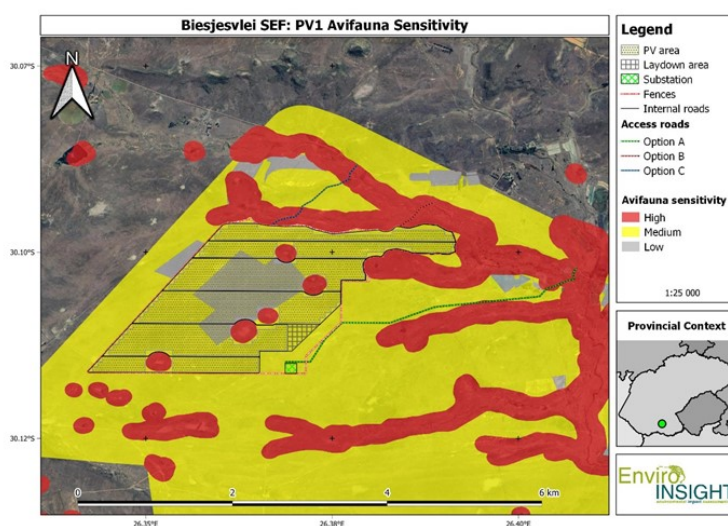 Biesjesvlei SEF: PV1 Avifauna Sensitivity
30.07°S
30.10°S
30.12°S
26.35°E
26.38°E
26.40°E
N
0
2
4
6 km
Legend
PV area
Laydown area
Substation
Fences
Internal roads
Access roads
Option A
Option B
Option C
Avifauna sensitivity
High
Medium
Low
1:25 000
Provincial Context
Enviro
INSIGHT